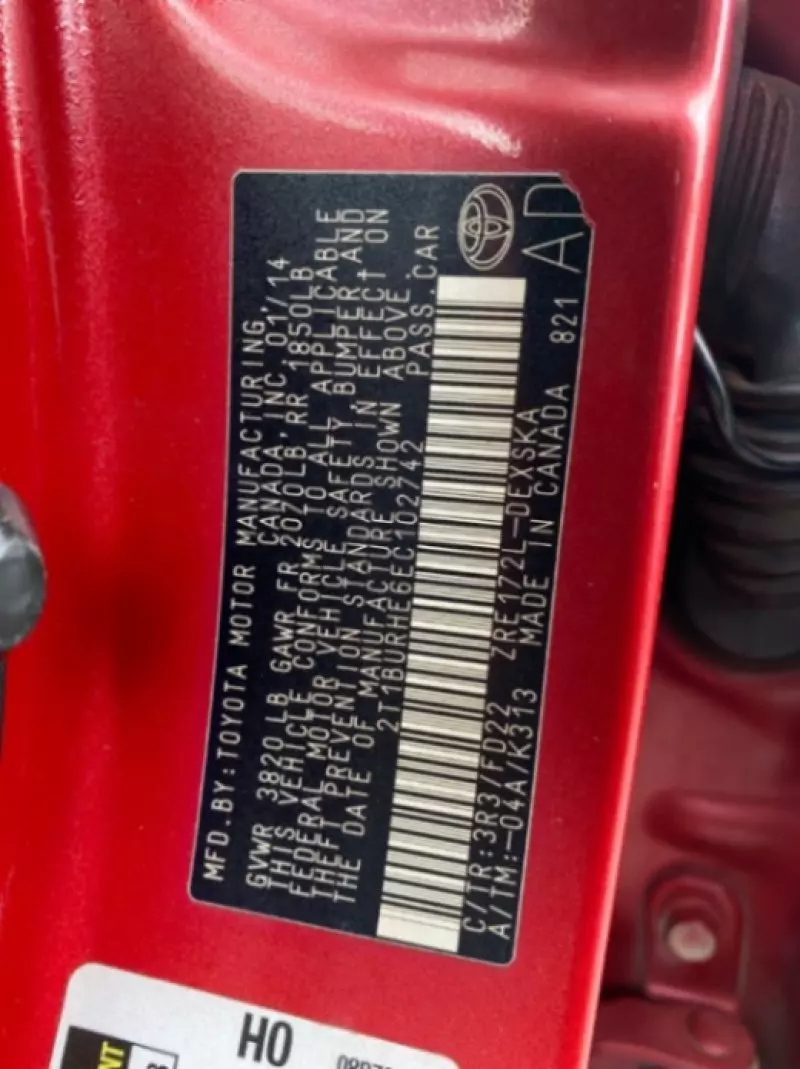 MFD.BY:TOYOTA MOTOR MANUFACTURING,
CANADA,INC. 01/14
GVWR 3820LB GAWR FR 2070LB RR 1850LB
THIS VEHICLE CONFORMS TO ALL APPLICABLE
FEDERAL MOTOR VEHICLE SAFETY, BUMPER AND
THEFT PREVENTION STANDARDS IN EFFECT ON
THE DATE OF MANUFACTURE SHOWN ABOVE.
2T1BURHE6EC102742 PASS.CAR
C/TR:3R3/FD22 ZRE172L-DEXSKA
A/TM:-04A/K313 MADE IN CANADA 821
AD
HO